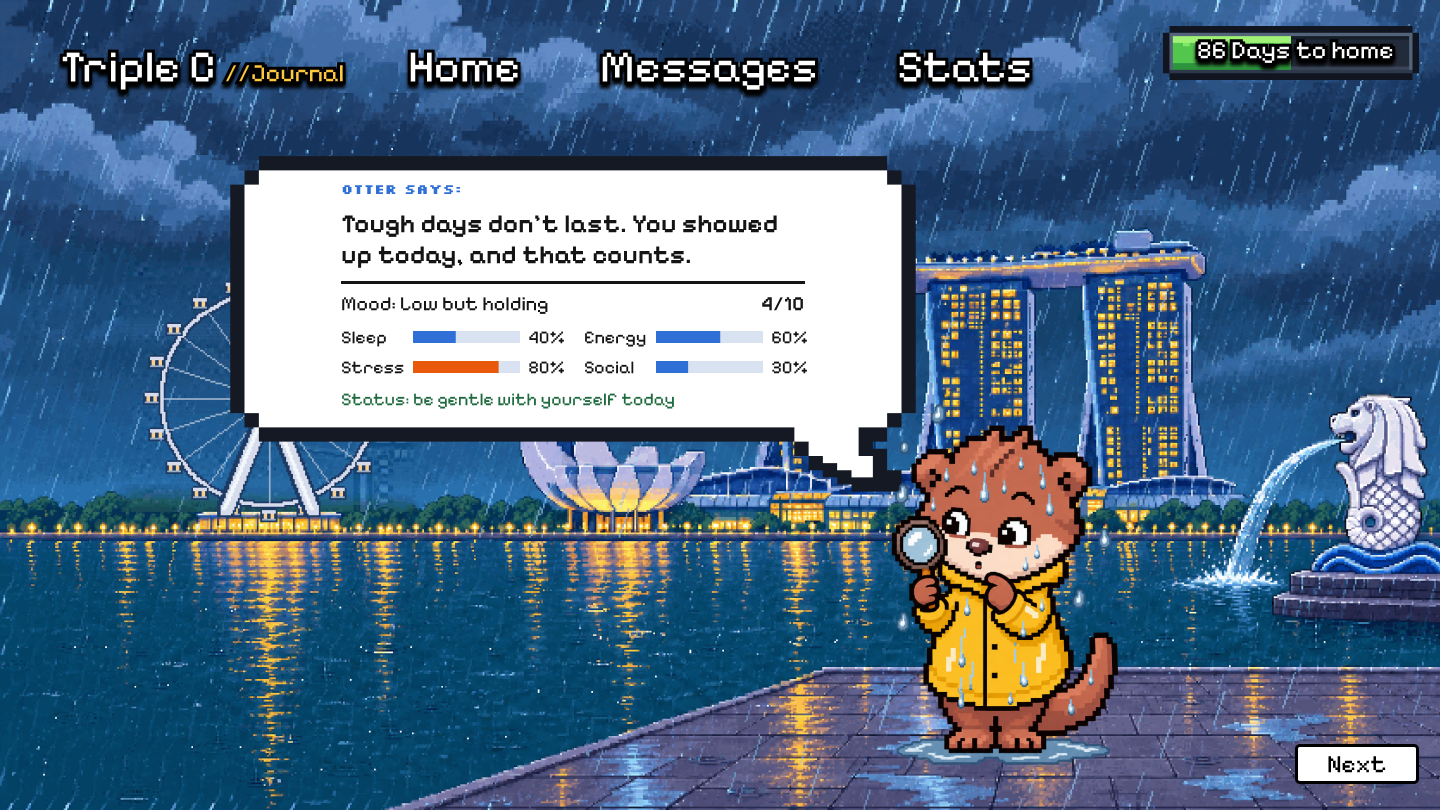 Triple C //Journal
Home
Messages
Stats
86 Days to home
OTTER SAYS:
Tough days don't last. You showed
up today, and that counts.
Mood: Low but holding 4/10
Sleep 40% Energy 60%
Stress 80% Social 30%
Status: be gentle with yourself today
Next